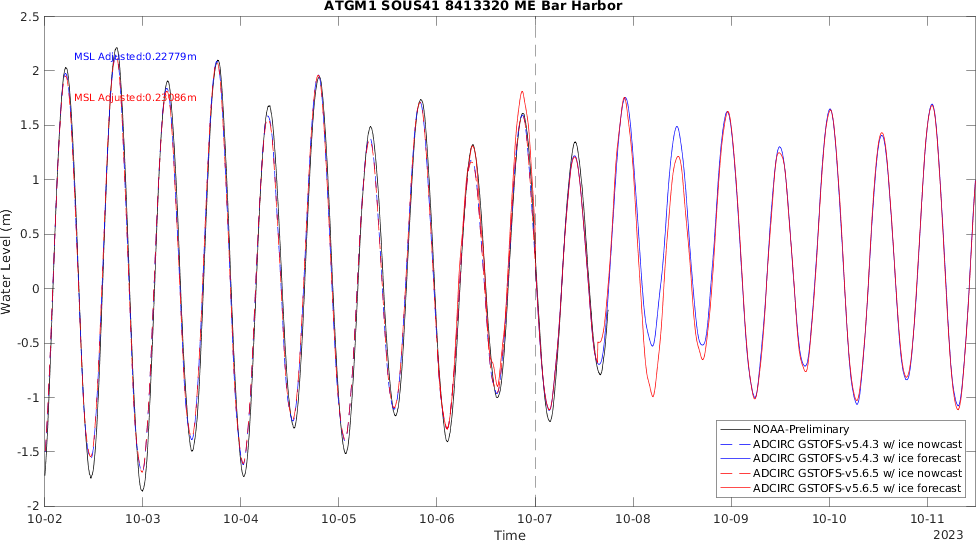 ATGM1 SOUS41 8413320 ME Bar Harbor
2.5
2
1.5
1
0.5
0
-0.5
-1
-1.5
-2
Water Level (m)
MSL Adjusted:0.22779m
MSL Adjusted:0.23086m
NOAA-Preliminary
ADCIRC GSTOFS-v5.4.3 w/ ice nowcast
ADCIRC GSTOFS-v5.4.3 w/ ice forecast
ADCIRC GSTOFS-v5.6.5 w/ ice nowcast
ADCIRC GSTOFS-v5.6.5 w/ ice forecast
10-02 10-03 10-04 10-05 10-06 10-07 10-08 10-09 10-10 10-11
Time
2023